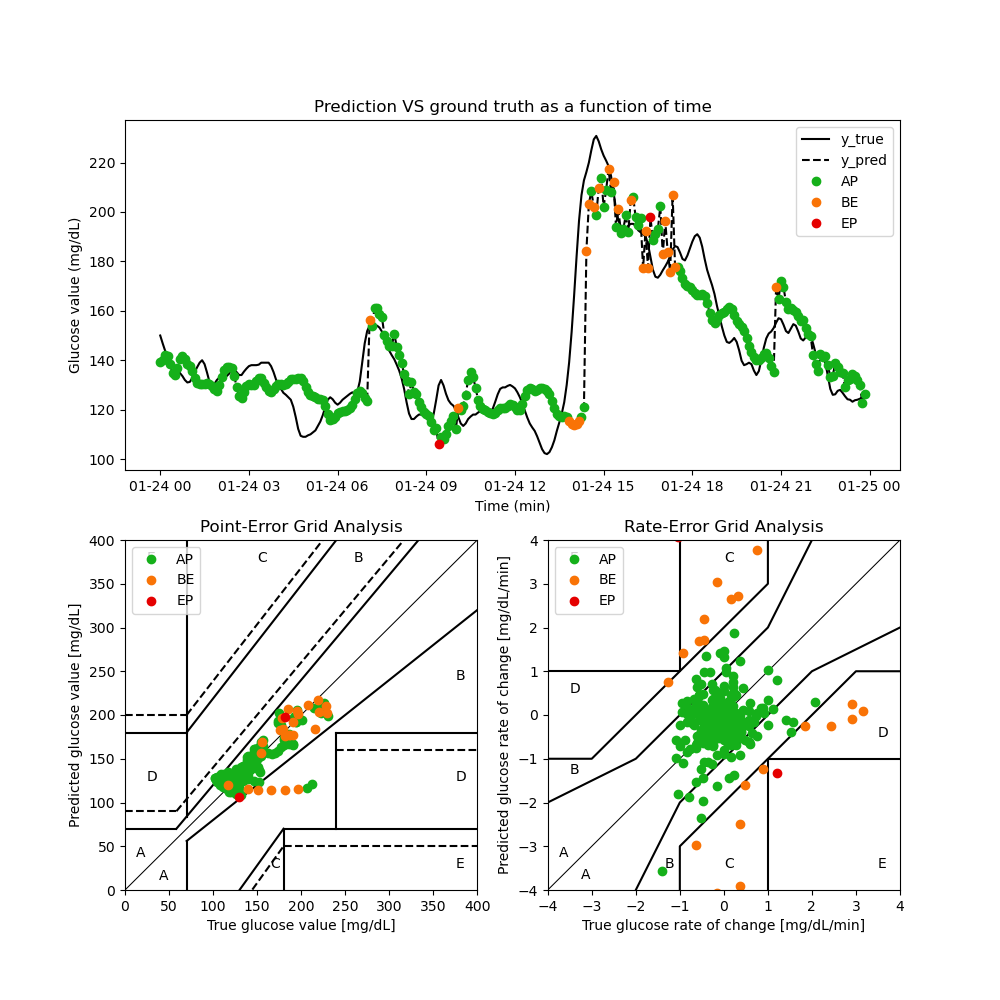 Prediction VS ground truth as a function of time
Glucose value (mg/dL)
220
200
180
160
140
120
100
y_true
y_pred
AP
BE
EP
01-24 00 01-24 03 01-24 06 01-24 09 01-24 12 01-24 15 01-24 18 01-24 21 01-25 00
Time (min)
Point-Error Grid Analysis
Predicted glucose value [mg/dL]
400
350
300
250
200
150
100
50
0
AP
BE
EP
C
B
B
D
D
A
A
C
E
0 50 100 150 200 250 300 350 400
True glucose value [mg/dL]
Rate-Error Grid Analysis
Predicted glucose rate of change [mg/dL/min]
4
3
2
1
0
−1
−2
−3
−4
AP
BE
EP
C
D
D
B
A
A
B
C
E
−4 −3 −2 −1 0 1 2 3 4
True glucose rate of change [mg/dL/min]